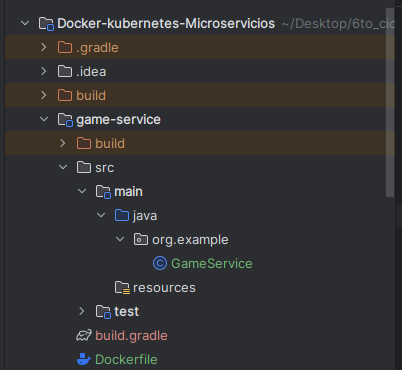 Docker-kubernetes-Microservicios ~/Desktop/6to_cic
.gradle
.idea
build
game-service
build
src
main
java
org.example
GameService
resources
test
build.gradle
Dockerfile